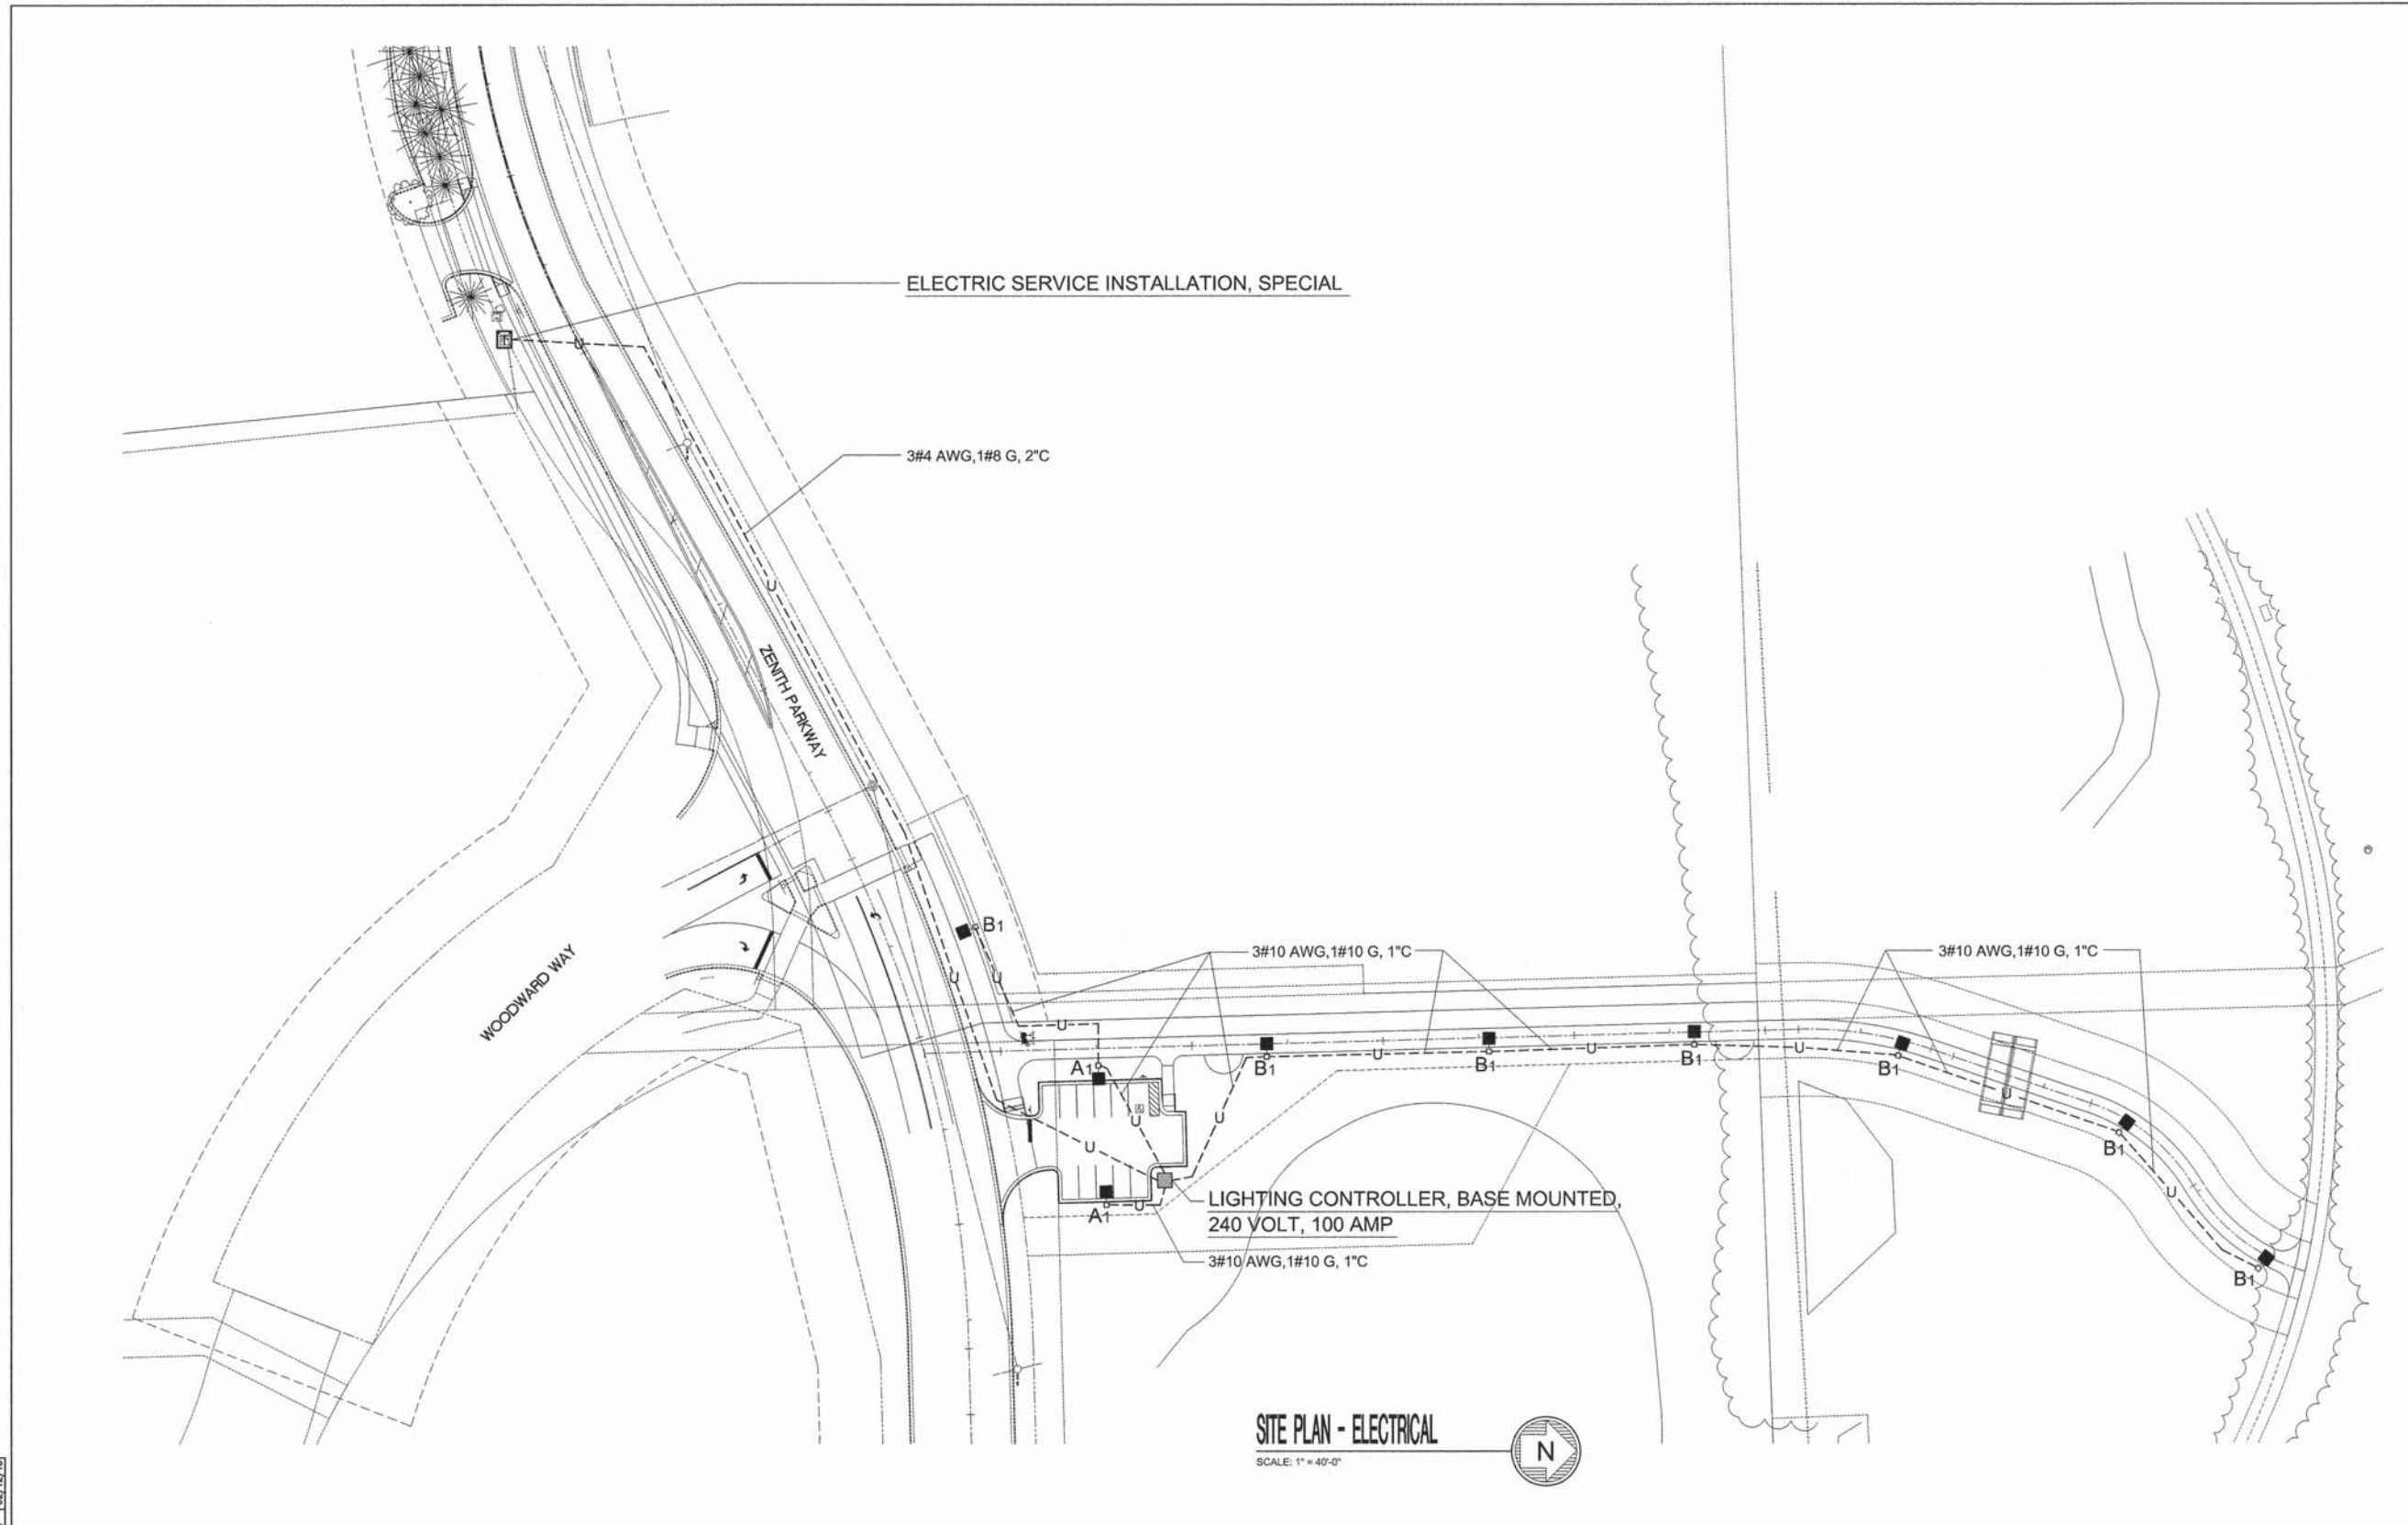 ELECTRIC SERVICE INSTALLATION, SPECIAL
U
3#4 AWG,1#8 G, 2"C
U
ZENITH PARKWAY
WOODWARD WAY
B1
U
U
3#10 AWG,1#10 G, 1"C
3#10 AWG,1#10 G, 1"C
U
A1
B1
U
B1
U
B1
U
B1
U
B1
U
B1
U
U
U
A1
U
LIGHTING CONTROLLER, BASE MOUNTED,
240 VOLT, 100 AMP
3#10 AWG,1#10 G, 1"C
SITE PLAN - ELECTRICAL
SCALE: 1" = 40'-0"
N